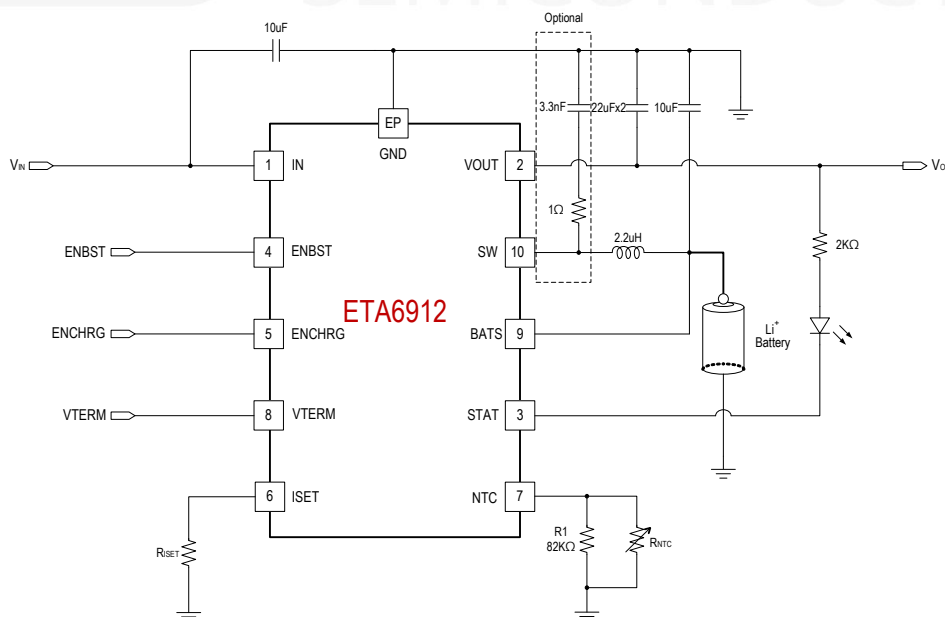 Optional
10uF
3.3nF
22uFx2
10uF
EP
GND
VIN
1
IN
VOUT
2
VO
1Ω
2KΩ
2.2uH
ENBST
4
ENBST
SW
10
ETA6912
ENCHRG
5
ENCHRG
BATS
9
Li+
Battery
VTERM
8
VTERM
STAT
3
6
ISET
NTC
7
RISET
R1
82KΩ
RNTC